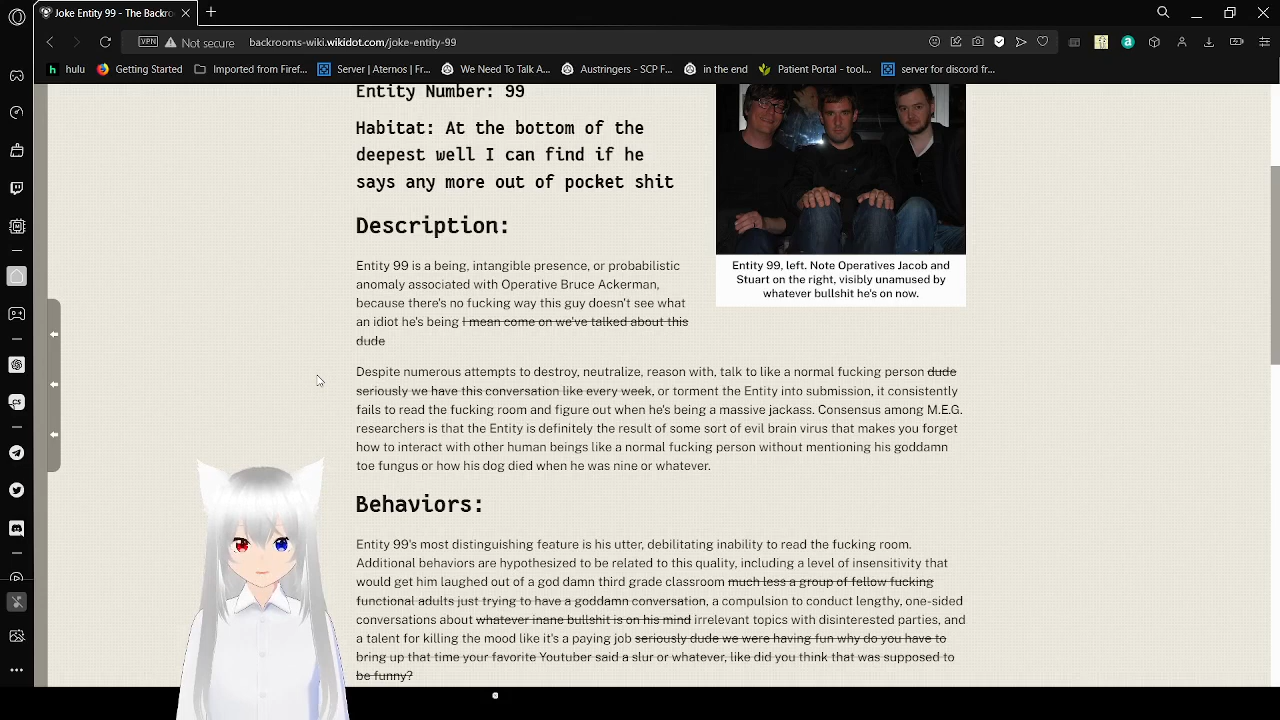 Joke Entity 99 - The Backro
Not secure
backrooms-wiki.wikidot.com/joke-entity-99
VPN
hulu
Getting Started
Imported from Firef...
Server | Aternos | Fr...
We Need To Talk A...
Austringers - SCP F...
in the end
Patient Portal - tool...
server for discord fr...
Entity Number: 99
Habitat: At the bottom of the
deepest well I can find if he
says any more out of pocket shit
Entity 99, left. Note Operatives Jacob and
Stuart on the right, visibly unamused by
whatever bullshit he's on now.
Description:
Entity 99 is a being, intangible presence, or probabilistic
anomaly associated with Operative Bruce Ackerman,
because there's no fucking way this guy doesn't see what
an idiot he's being I mean come on we've talked about this
dude
Despite numerous attempts to destroy, neutralize, reason with, talk to like a normal fucking person dude
seriously we have this conversation like every week, or torment the Entity into submission, it consistently
fails to read the fucking room and figure out when he's being a massive jackass. Consensus among M.E.G.
researchers is that the Entity is definitely the result of some sort of evil brain virus that makes you forget
how to interact with other human beings like a normal fucking person without mentioning his goddamn
toe fungus or how his dog died when he was nine or whatever.
Behaviors:
Entity 99's most distinguishing feature is his utter, debilitating inability to read the fucking room.
Additional behaviors are hypothesized to be related to this quality, including a level of insensitivity that
would get him laughed out of a god damn third grade classroom much less a group of fellow fucking
functional adults just trying to have a goddamn conversation, a compulsion to conduct lengthy, one-sided
conversations about whatever inane bullshit is on his mind irrelevant topics with disinterested parties, and
a talent for killing the mood like it's a paying job seriously dude we were having fun why do you have to
bring up that time your favorite Youtuber said a slur or whatever, like did you think that was supposed to
be funny?